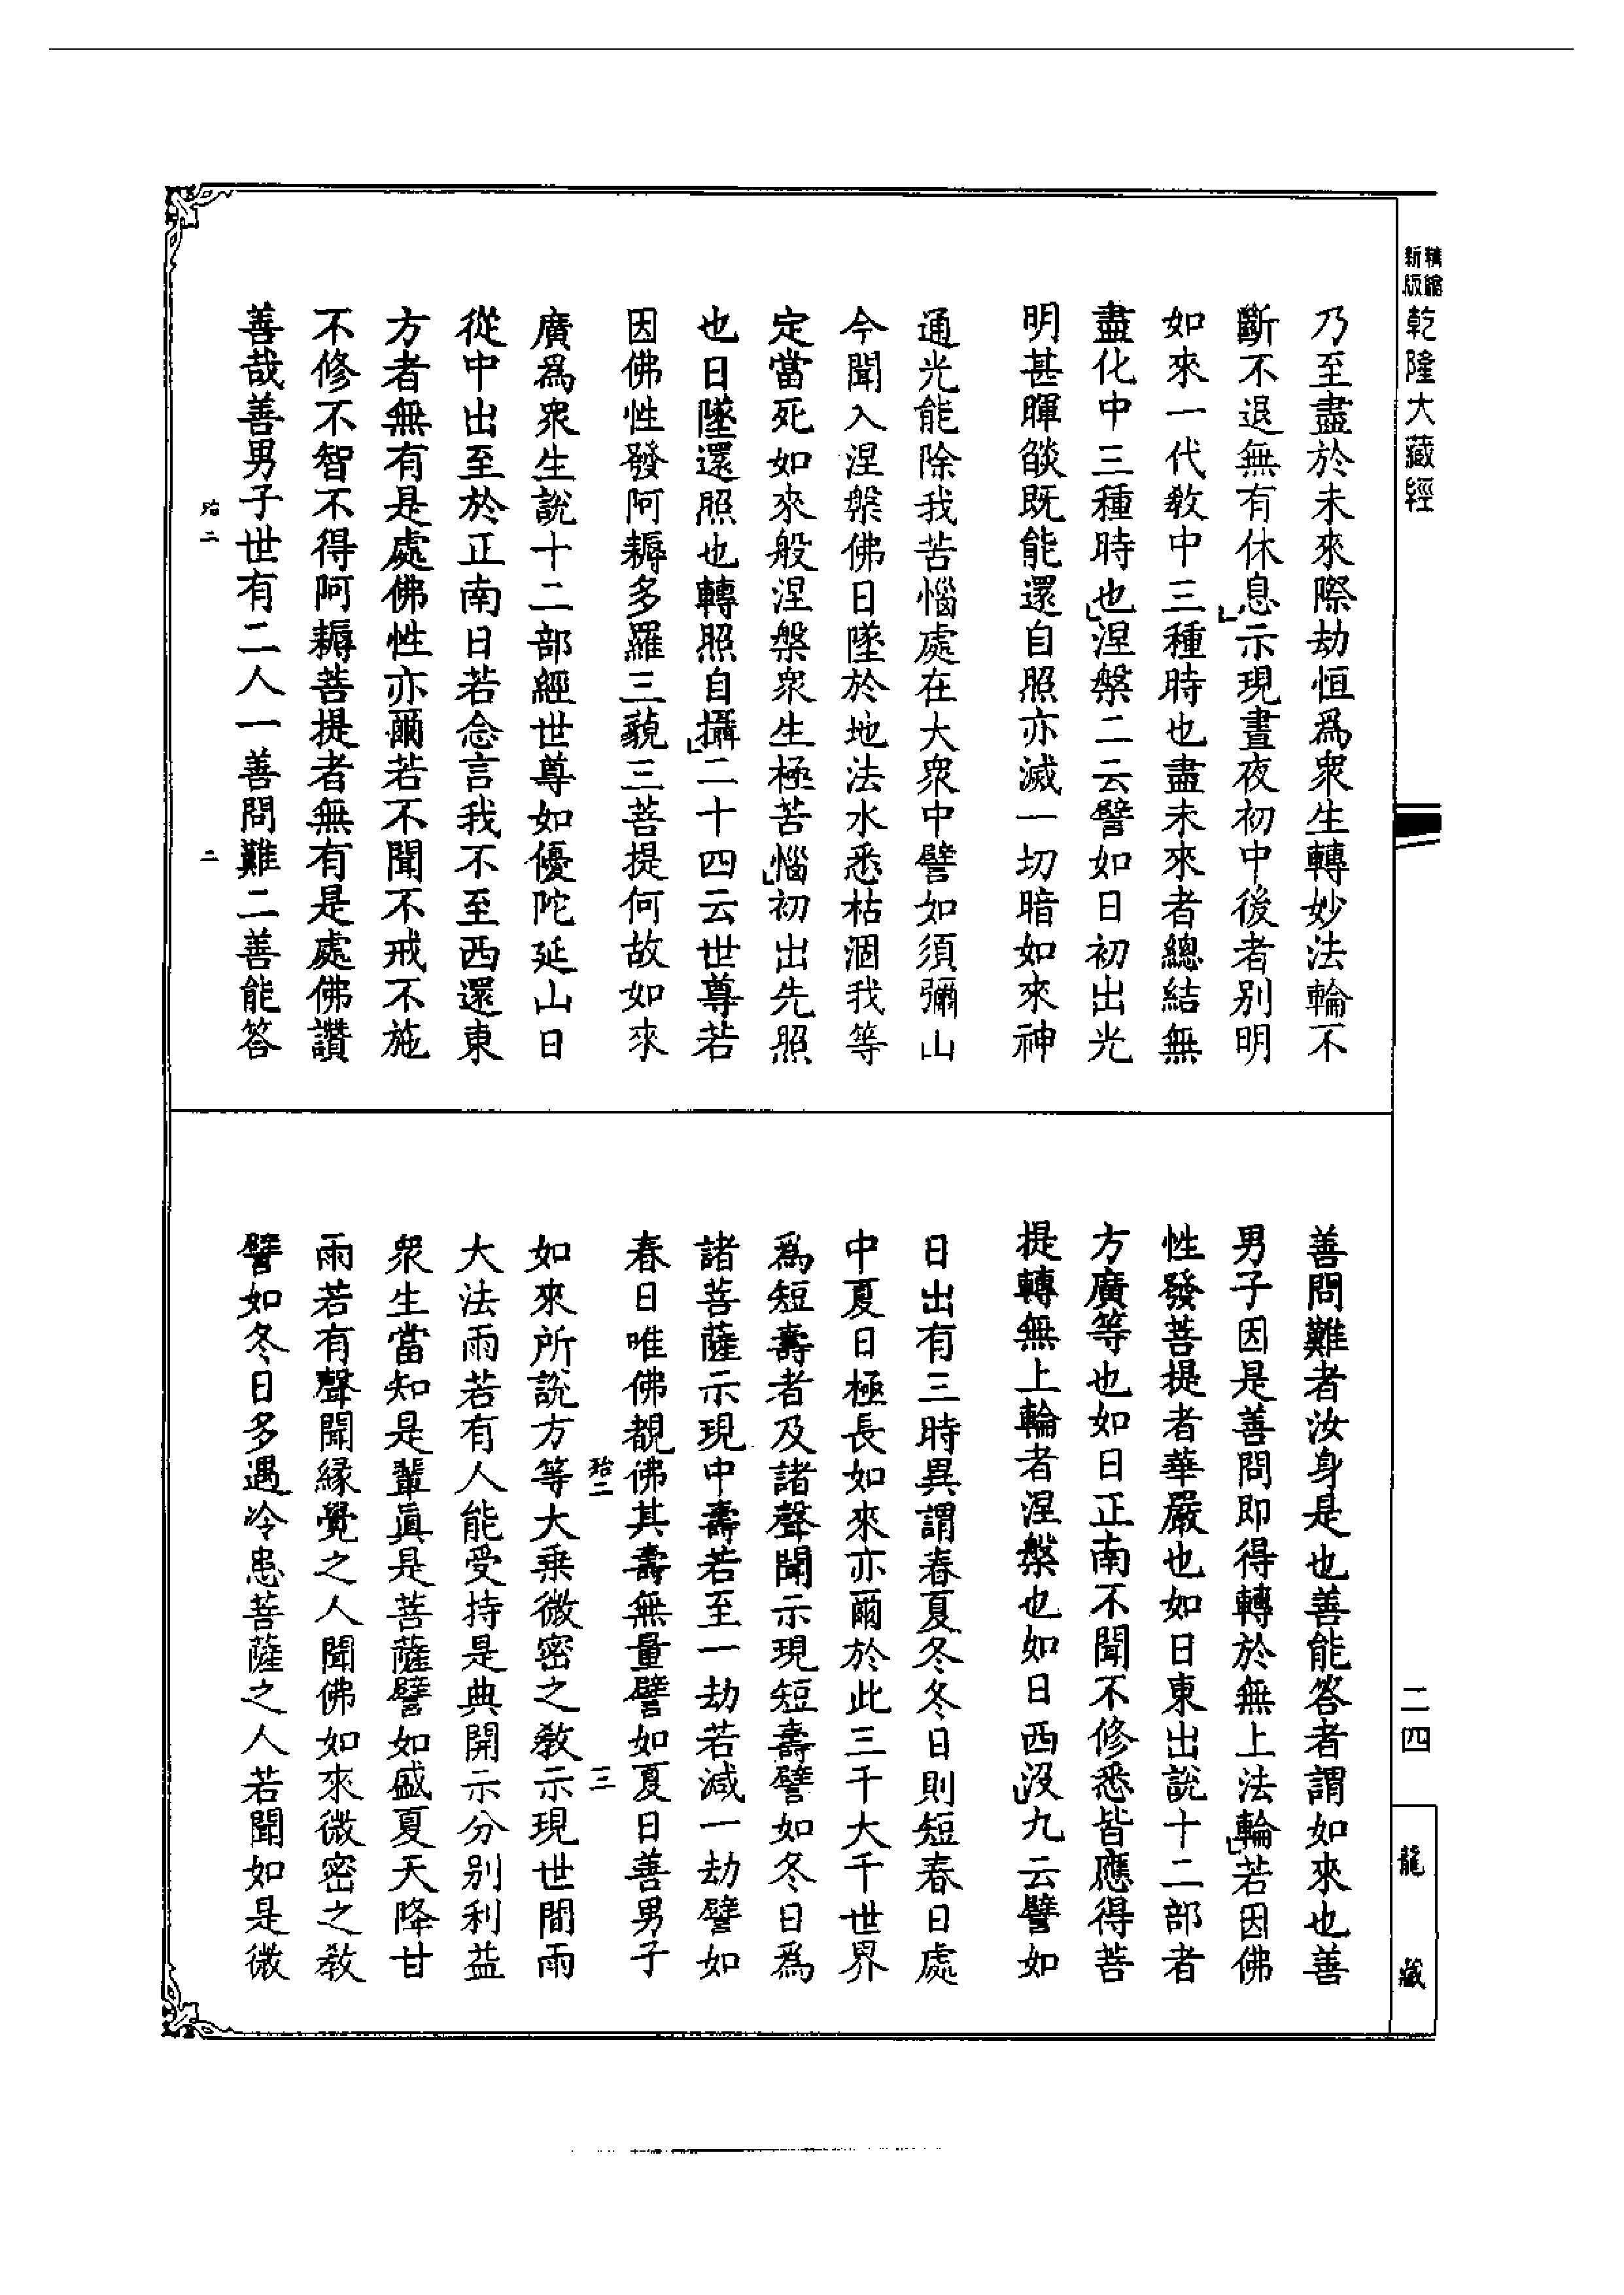 精縮
新版
乾隆大藏經
乃至盡於未來際劫恒爲衆生轉妙法輪不
斷不退無有休息」示現晝夜初中後者別明
如來一代教中三種時也盡未來者總結無
盡化中三種時也」涅槃二云譬如日初出光
明甚暉燄既能還自照亦滅一切暗如來神
通光能除我苦惱處在大衆中譬如須彌山
今聞入涅槃佛日墜於地法水悉枯涸我等
定當死如來般涅槃衆生極苦惱」初出先照
也日墜還照也轉照自攝」二十四云世尊若
因佛性發阿耨多羅三藐三菩提何故如來
廣爲衆生說十二部經世尊如優陀延山日
從中出至於正南日若念言我不至西還東
方者無有是處佛性亦爾若不聞不戒不施
不修不智不得阿耨菩提者無有是處佛讚
善哉善男子世有二人一善問難二善能答
殆二
二
善問難者汝身是也善能答者謂如來也善
男子因是善問即得轉於無上法輪」若因佛
性發菩提者華嚴也如日東出說十二部者
方廣等也如日正南不聞不修悉皆應得菩
提轉無上輪者涅槃也如日西沒」九云譬如
日出有三時異謂春夏冬冬日則短春日處
中夏日極長如來亦爾於此三千大千世界
爲短壽者及諸聲聞示現短壽譬如冬日爲
諸菩薩示現中壽若至一劫若減一劫譬如
春日唯佛覩佛其壽無量譬如夏日善男子
殆二
三
如來所說方等大乗微密之教示現世間雨
大法雨若有人能受持是典開示分別利益
衆生當知是輩真是菩薩譬如盛夏天降甘
雨若有聲聞緣覺之人聞佛如來微密之教
譬如冬日多遇冷患菩薩之人若聞如是微
二四
龍藏